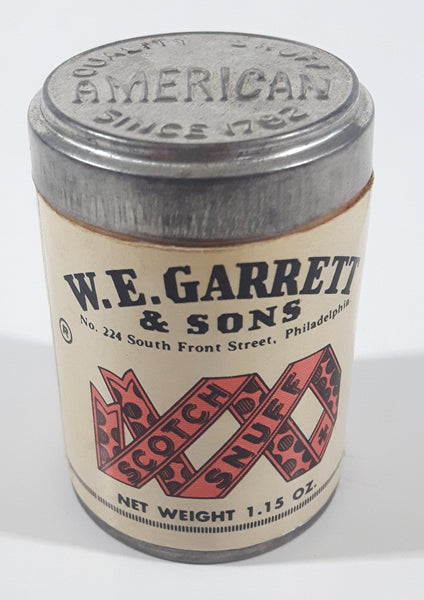 QUALITY SNUFF
AMERICAN
SINCE 1782
W.E. GARRETT
& SONS
No. 224 South Front Street, Philadelphia.
®
SCOTCH
SNUFF
NET WEIGHT 1.15 OZ.